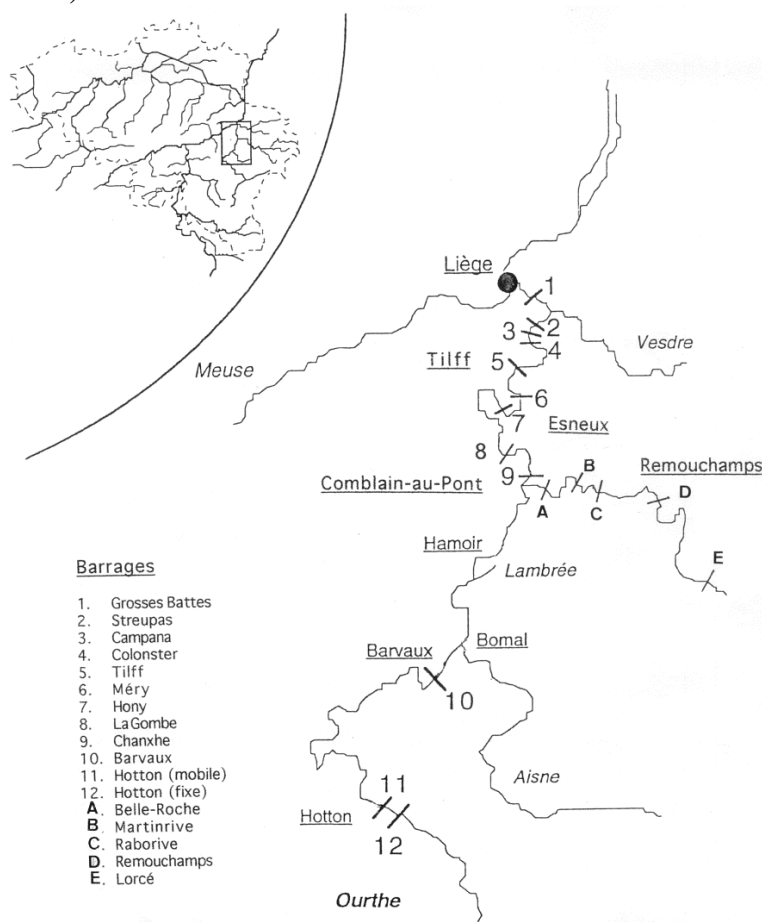 Liège
1
2
3
4
Vesdre
Meuse
Tilff
5
6
7
Esneux
8
Comblain-au-Pont
9
B
Remouchamps
A
C
D
Hamoir
E
Lambrée
Barrages
1. Grosses Battes
2. Streupas
3. Campana
4. Colonster
5. Tilff
6. Méry
7. Hony
8. La Gombe
9. Chanxhe
10. Barvaux
11. Hotton (mobile)
12. Hotton (fixe)
A. Belle-Roche
B. Martinrive
C. Raborive
D. Remouchamps
E. Lorcé
Barvaux
Bomal
10
Aisne
11
Hotton
12
Ourthe